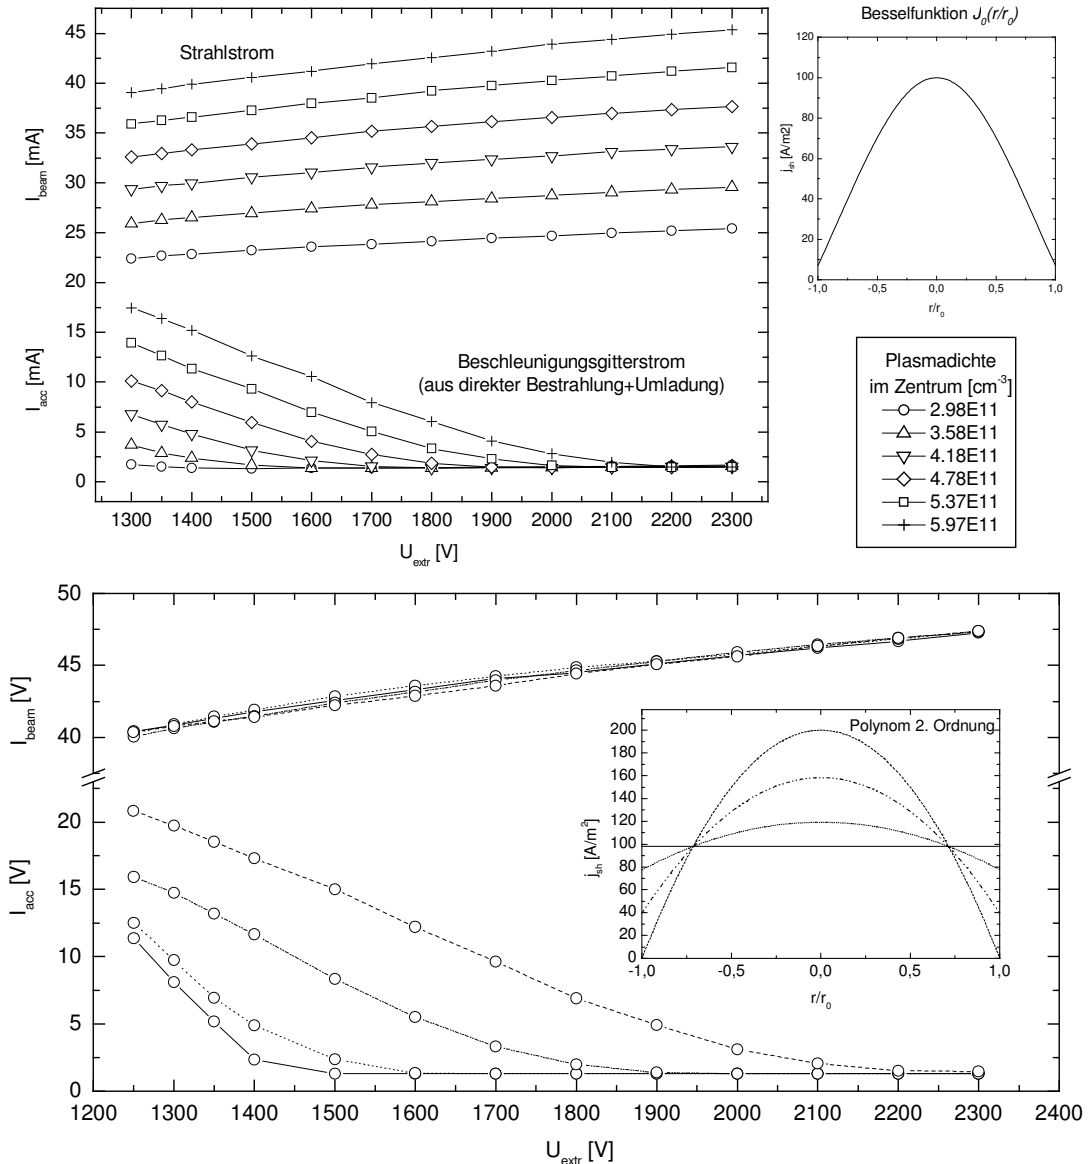 Besselfunktion J₀(r/r₀)
45
40
35
30
25
20
15
10
5
0
I_beam [mA]
I_acc [mA]
Strahlstrom
Beschleunigungsgitterstrom
(aus direkter Bestrahlung+Umladung)
1300 1400 1500 1600 1700 1800 1900 2000 2100 2200 2300
U_extr [V]
120
100
80
60
40
20
0
j_sh [A/m2]
-1,0 -0,5 0,0 0,5 1,0
r/r₀
Plasmadichte
im Zentrum [cm⁻³]
2.98E11
3.58E11
4.18E11
4.78E11
5.37E11
5.97E11
50
45
40
20
15
10
5
0
I_beam [V]
I_acc [V]
1200 1300 1400 1500 1600 1700 1800 1900 2000 2100 2200 2300 2400
U_extr [V]
Polynom 2. Ordnung
200
180
160
140
120
100
80
60
40
20
0
j_sh [A/m²]
-1,0 -0,5 0,0 0,5 1,0
r/r₀